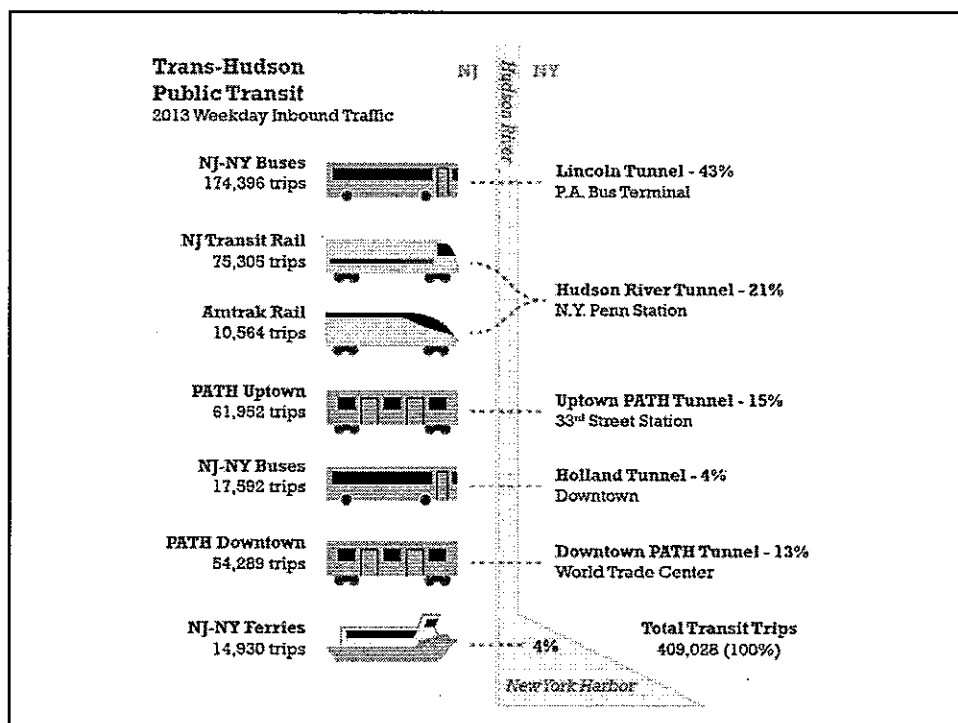 Trans-Hudson
Public Transit
2013 Weekday Inbound Traffic
NJ
Hudson River
NY
NJ-NY Buses
174,396 trips
Lincoln Tunnel - 43%
P.A. Bus Terminal
NJ Transit Rail
75,305 trips
Hudson River Tunnel - 21%
N.Y. Penn Station
Amtrak Rail
10,564 trips
PATH Uptown
61,952 trips
Uptown PATH Tunnel - 15%
33rd Street Station
NJ-NY Buses
17,592 trips
Holland Tunnel - 4%
Downtown
PATH Downtown
54,289 trips
Downtown PATH Tunnel - 13%
World Trade Center
NJ-NY Ferries
14,930 trips
4%
Total Transit Trips
409,028 (100%)
New York Harbor